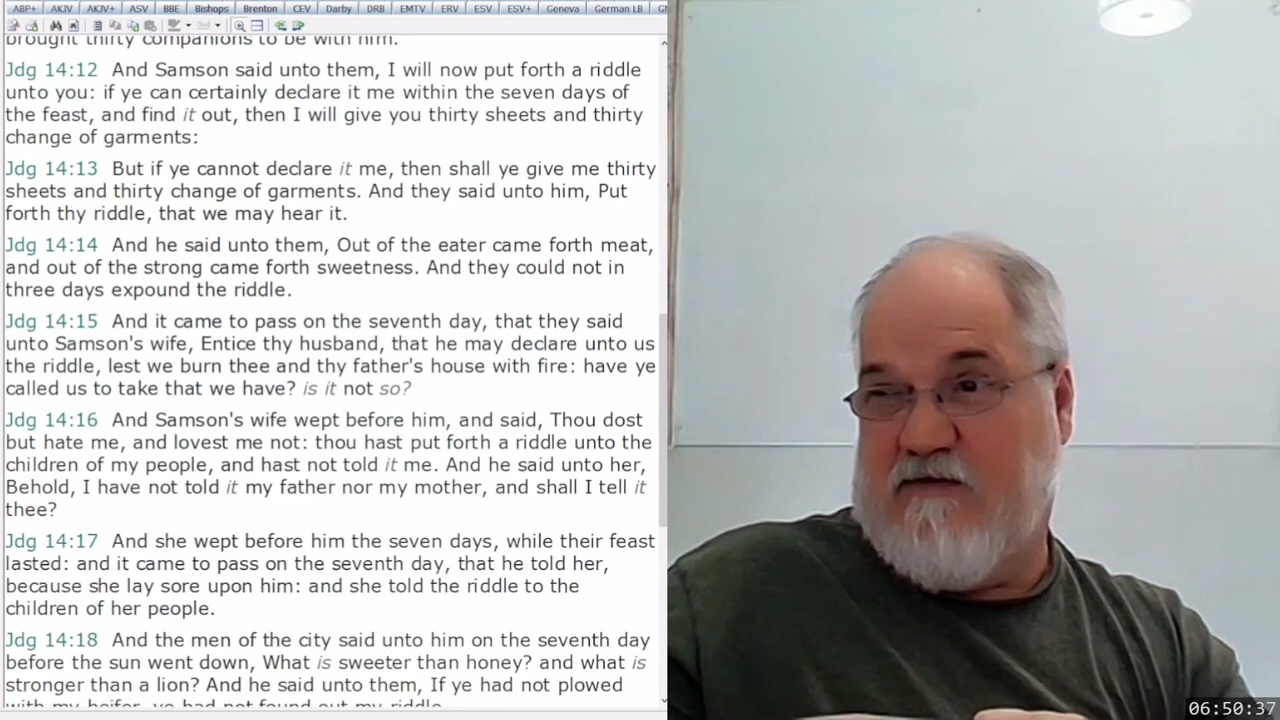 ABP+ AKJV AKJV+ ASV BBE Bishops Brenton CEV Darby DRB EMTV ERV ESV ESV+ Geneva German LB
brought thirty companions to be with him.
Jdg 14:12 And Samson said unto them, I will now put forth a riddle
unto you: if ye can certainly declare it me within the seven days of
the feast, and find it out, then I will give you thirty sheets and thirty
change of garments:
Jdg 14:13 But if ye cannot declare it me, then shall ye give me thirty
sheets and thirty change of garments. And they said unto him, Put
forth thy riddle, that we may hear it.
Jdg 14:14 And he said unto them, Out of the eater came forth meat,
and out of the strong came forth sweetness. And they could not in
three days expound the riddle.
Jdg 14:15 And it came to pass on the seventh day, that they said
unto Samson's wife, Entice thy husband, that he may declare unto us
the riddle, lest we burn thee and thy father's house with fire: have ye
called us to take that we have? is it not so?
Jdg 14:16 And Samson's wife wept before him, and said, Thou dost
but hate me, and lovest me not: thou hast put forth a riddle unto the
children of my people, and hast not told it me. And he said unto her,
Behold, I have not told it my father nor my mother, and shall I tell it
thee?
Jdg 14:17 And she wept before him the seven days, while their feast
lasted: and it came to pass on the seventh day, that he told her,
because she lay sore upon him: and she told the riddle to the
children of her people.
Jdg 14:18 And the men of the city said unto him on the seventh day
before the sun went down, What is sweeter than honey? and what is
stronger than a lion? And he said unto them, If ye had not plowed
with my heifer, ye had not found out my riddle.
06:50:37